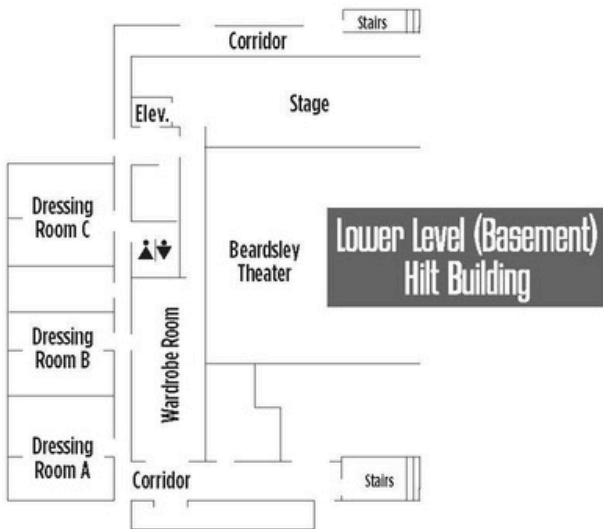 Stairs
Corridor
Stage
Elev.
Dressing
Room C
Beardsley
Theater
Lower Level (Basement)
Hilt Building
Dressing
Room B
Wardrobe Room
Dressing
Room A
Corridor
Stairs